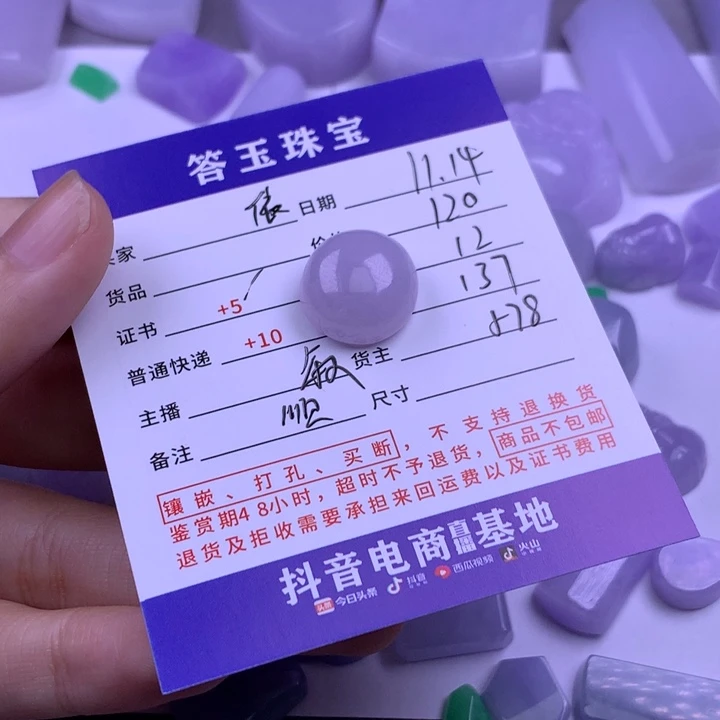 答玉珠宝
依 日期 11.14
家 价 120
货品 12
证书 +5 137
普通快递 +10 货主 878
主播 敏 尺寸
备注 顺
镶嵌、打孔、买断，不支持退换货
鉴赏期48小时，超时不予退货，商品不包邮
退货及拒收需要承担来回运费以及证书费用
抖音电商直播基地
头条 今日头条 抖音 西瓜视频 火山